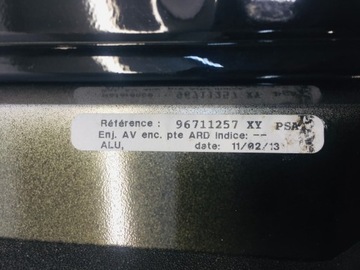 Référence : 96711257 XY PSA
Enj. AV enc. pte ARD Indice: --
ALU, date: 11/02/13